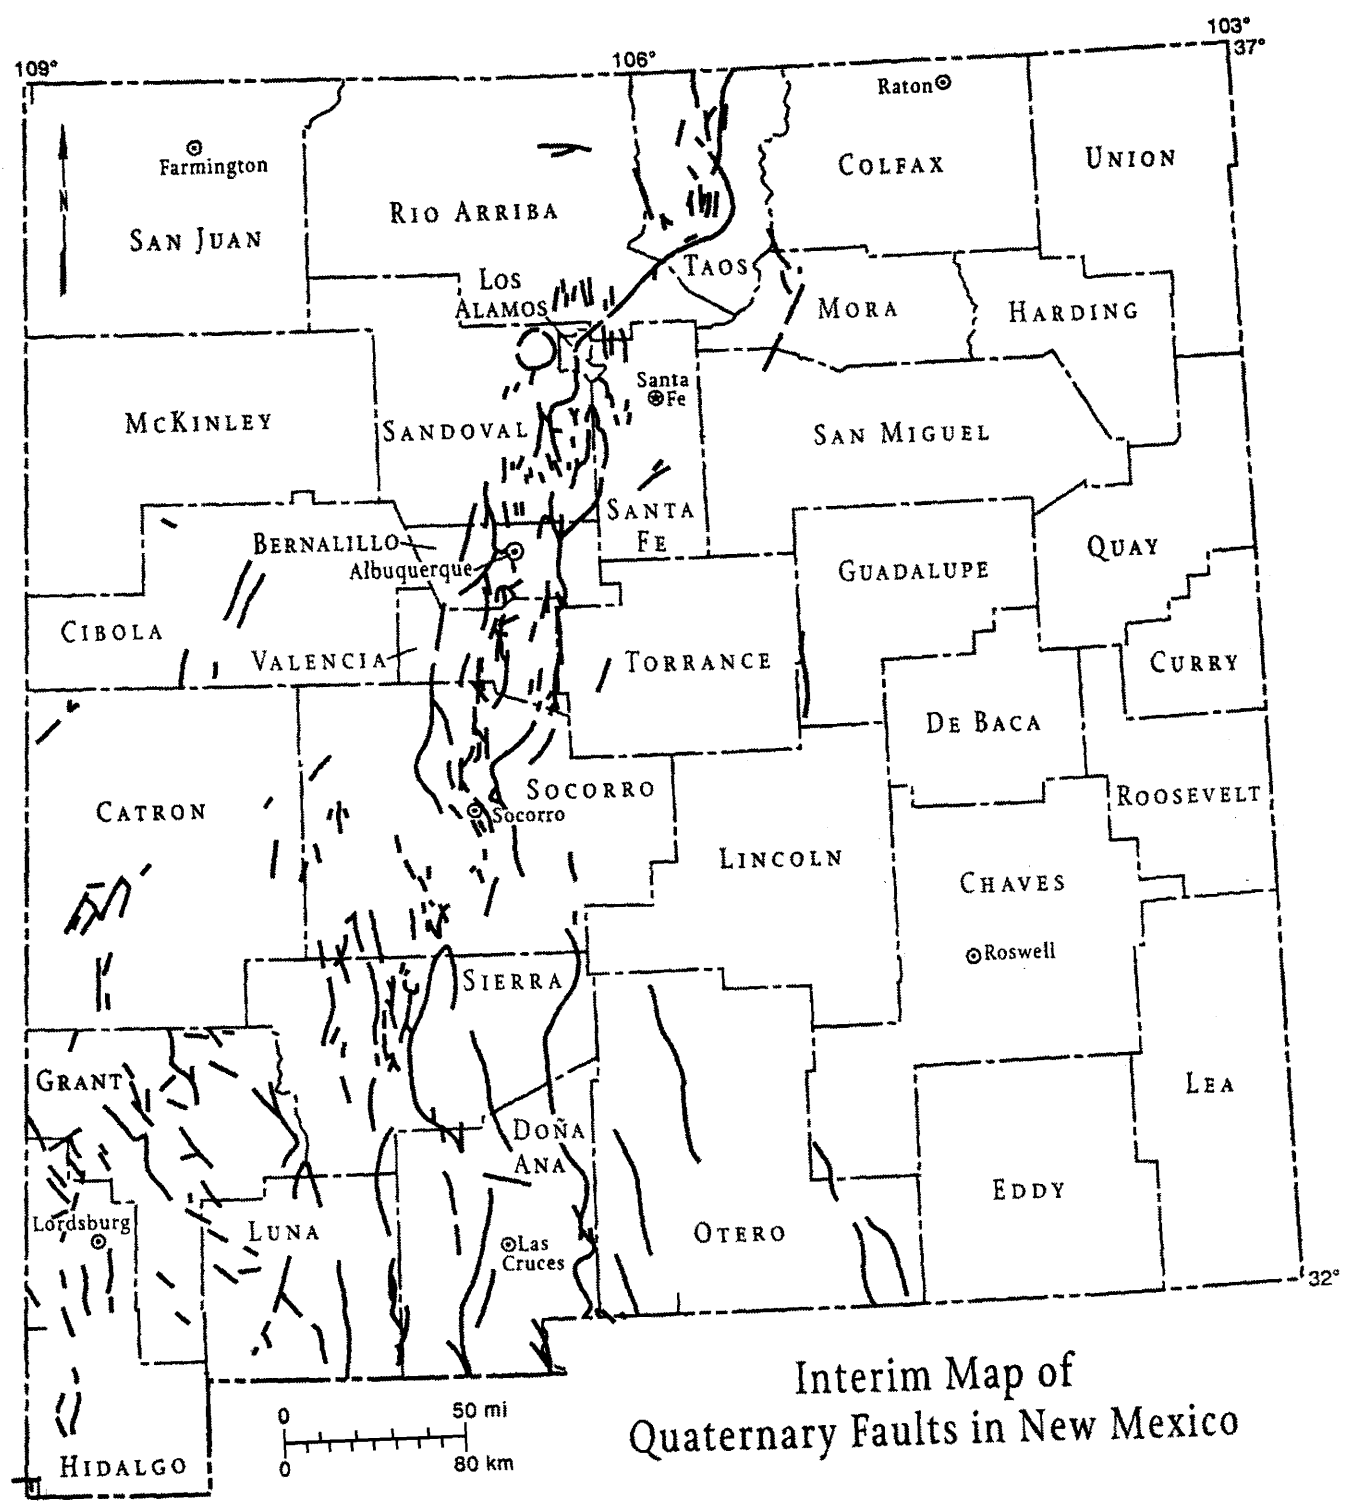 109°
106°
103°
37°
Raton
Farmington
N
SAN JUAN
RIO ARRIBA
COLFAX
UNION
TAOS
LOS
ALAMOS
MORA
HARDING
Santa
Fe
MCKINLEY
SANDOVAL
SAN MIGUEL
SANTA
FE
BERNALILLO
Albuquerque
GUADALUPE
QUAY
CIBOLA
VALENCIA
TORRANCE
CURRY
DE BACA
CATRON
SOCORRO
Socorro
ROOSEVELT
LINCOLN
CHAVES
Roswell
SIERRA
GRANT
LEA
DOÑA
ANA
EDDY
Lordsburg
LUNA
Las
Cruces
OTERO
32°
Interim Map of
Quaternary Faults in New Mexico
0 50 mi
0 80 km
HIDALGO